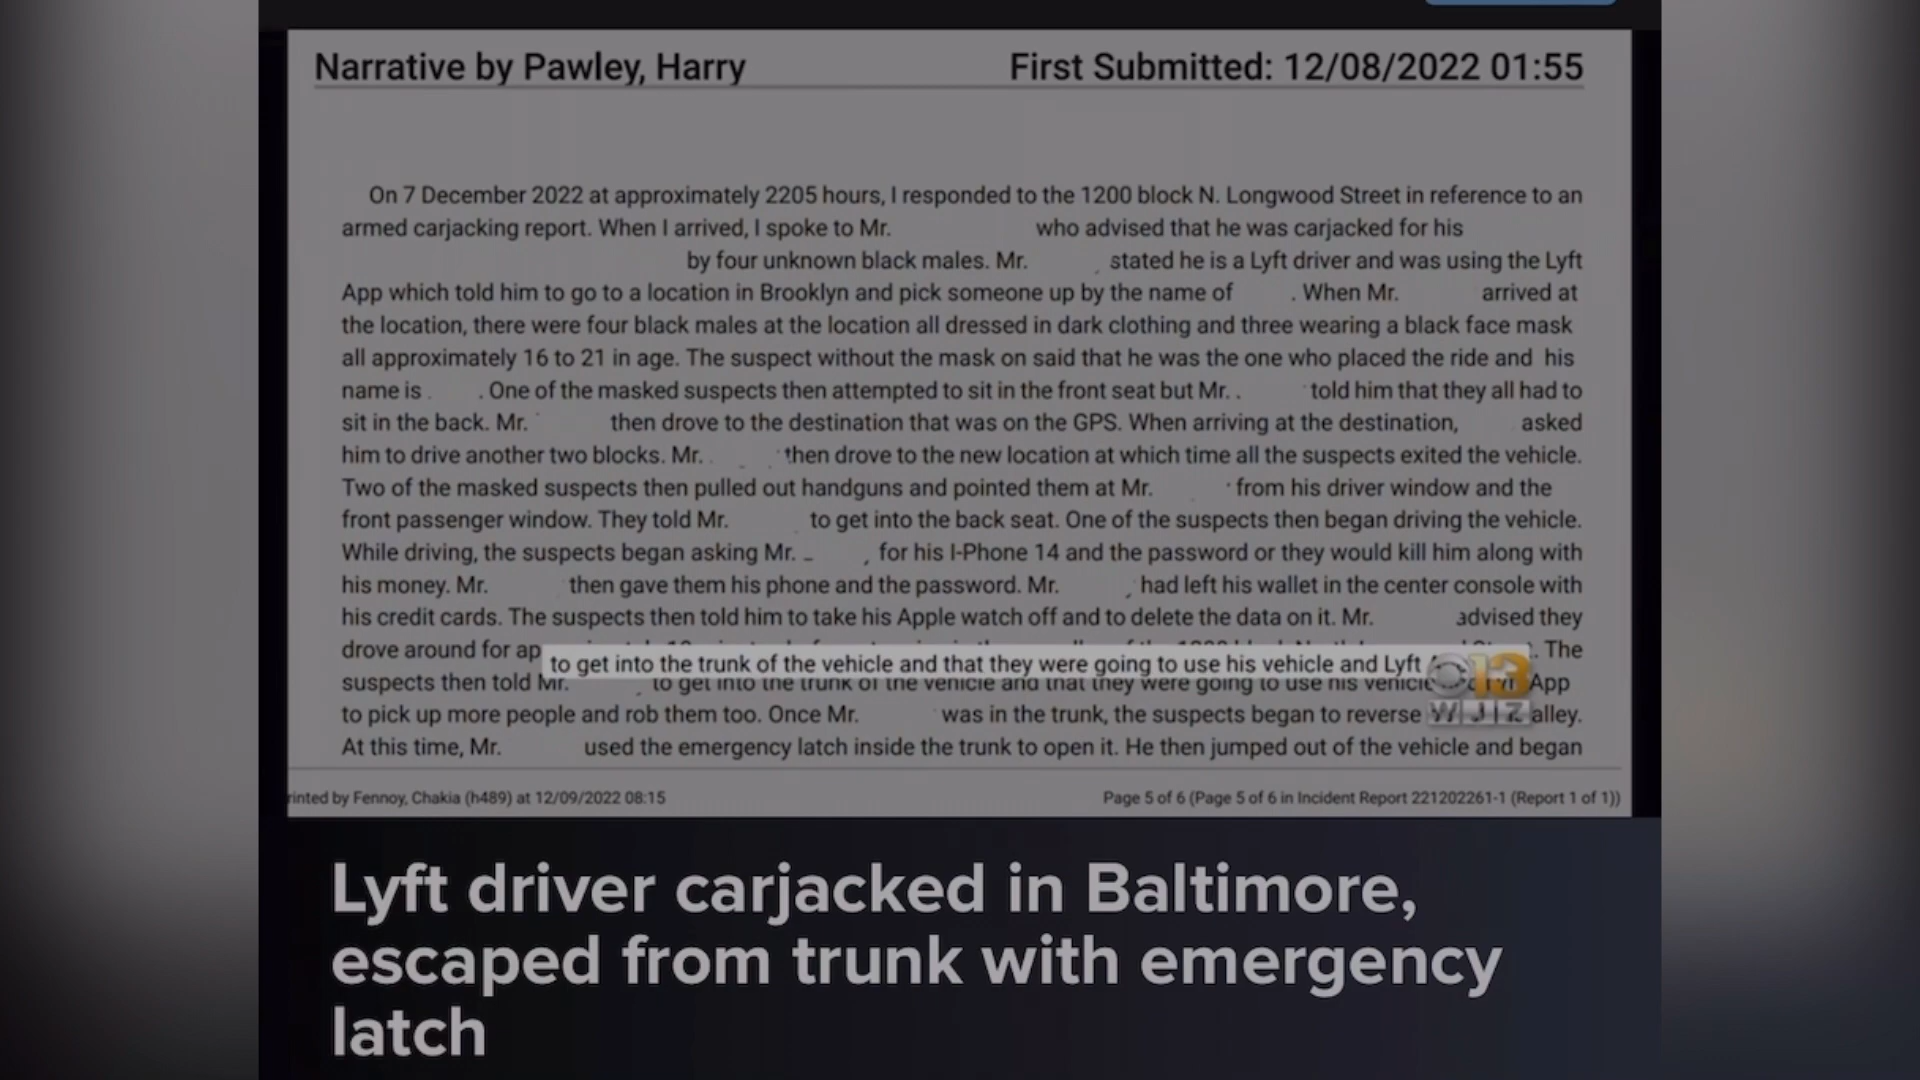 Narrative by Pawley, Harry First Submitted: 12/08/2022 01:55
On 7 December 2022 at approximately 2205 hours, I responded to the 1200 block N. Longwood Street in reference to an
armed carjacking report. When I arrived, I spoke to Mr. who advised that he was carjacked for his
by four unknown black males. Mr. stated he is a Lyft driver and was using the Lyft
App which told him to go to a location in Brooklyn and pick someone up by the name of . When Mr. arrived at
the location, there were four black males at the location all dressed in dark clothing and three wearing a black face mask
all approximately 16 to 21 in age. The suspect without the mask on said that he was the one who placed the ride and his
name is . One of the masked suspects then attempted to sit in the front seat but Mr. told him that they all had to
sit in the back. Mr. then drove to the destination that was on the GPS. When arriving at the destination, asked
him to drive another two blocks. Mr. then drove to the new location at which time all the suspects exited the vehicle.
Two of the masked suspects then pulled out handguns and pointed them at Mr. from his driver window and the
front passenger window. They told Mr. to get into the back seat. One of the suspects then began driving the vehicle.
While driving, the suspects began asking Mr. for his I-Phone 14 and the password or they would kill him along with
his money. Mr. then gave them his phone and the password. Mr. had left his wallet in the center console with
his credit cards. The suspects then told him to take his Apple watch off and to delete the data on it. Mr. advised they
drove around for The
to get into the trunk of the vehicle and that they were going to use his vehicle and Lyft
suspects then told Mr. to get into the trunk of the vehicle and that they were going to use his vehicle App
to pick up more people and rob them too. Once Mr. was in the trunk, the suspects began to reverse alley.
At this time, Mr. used the emergency latch inside the trunk to open it. He then jumped out of the vehicle and began
13
WJZ
rinted by Fennoy, Chakia (h489) at 12/09/2022 08:15 Page 5 of 6 (Page 5 of 6 in Incident Report 221202261-1 (Report 1 of 1))
Lyft driver carjacked in Baltimore,
escaped from trunk with emergency
latch